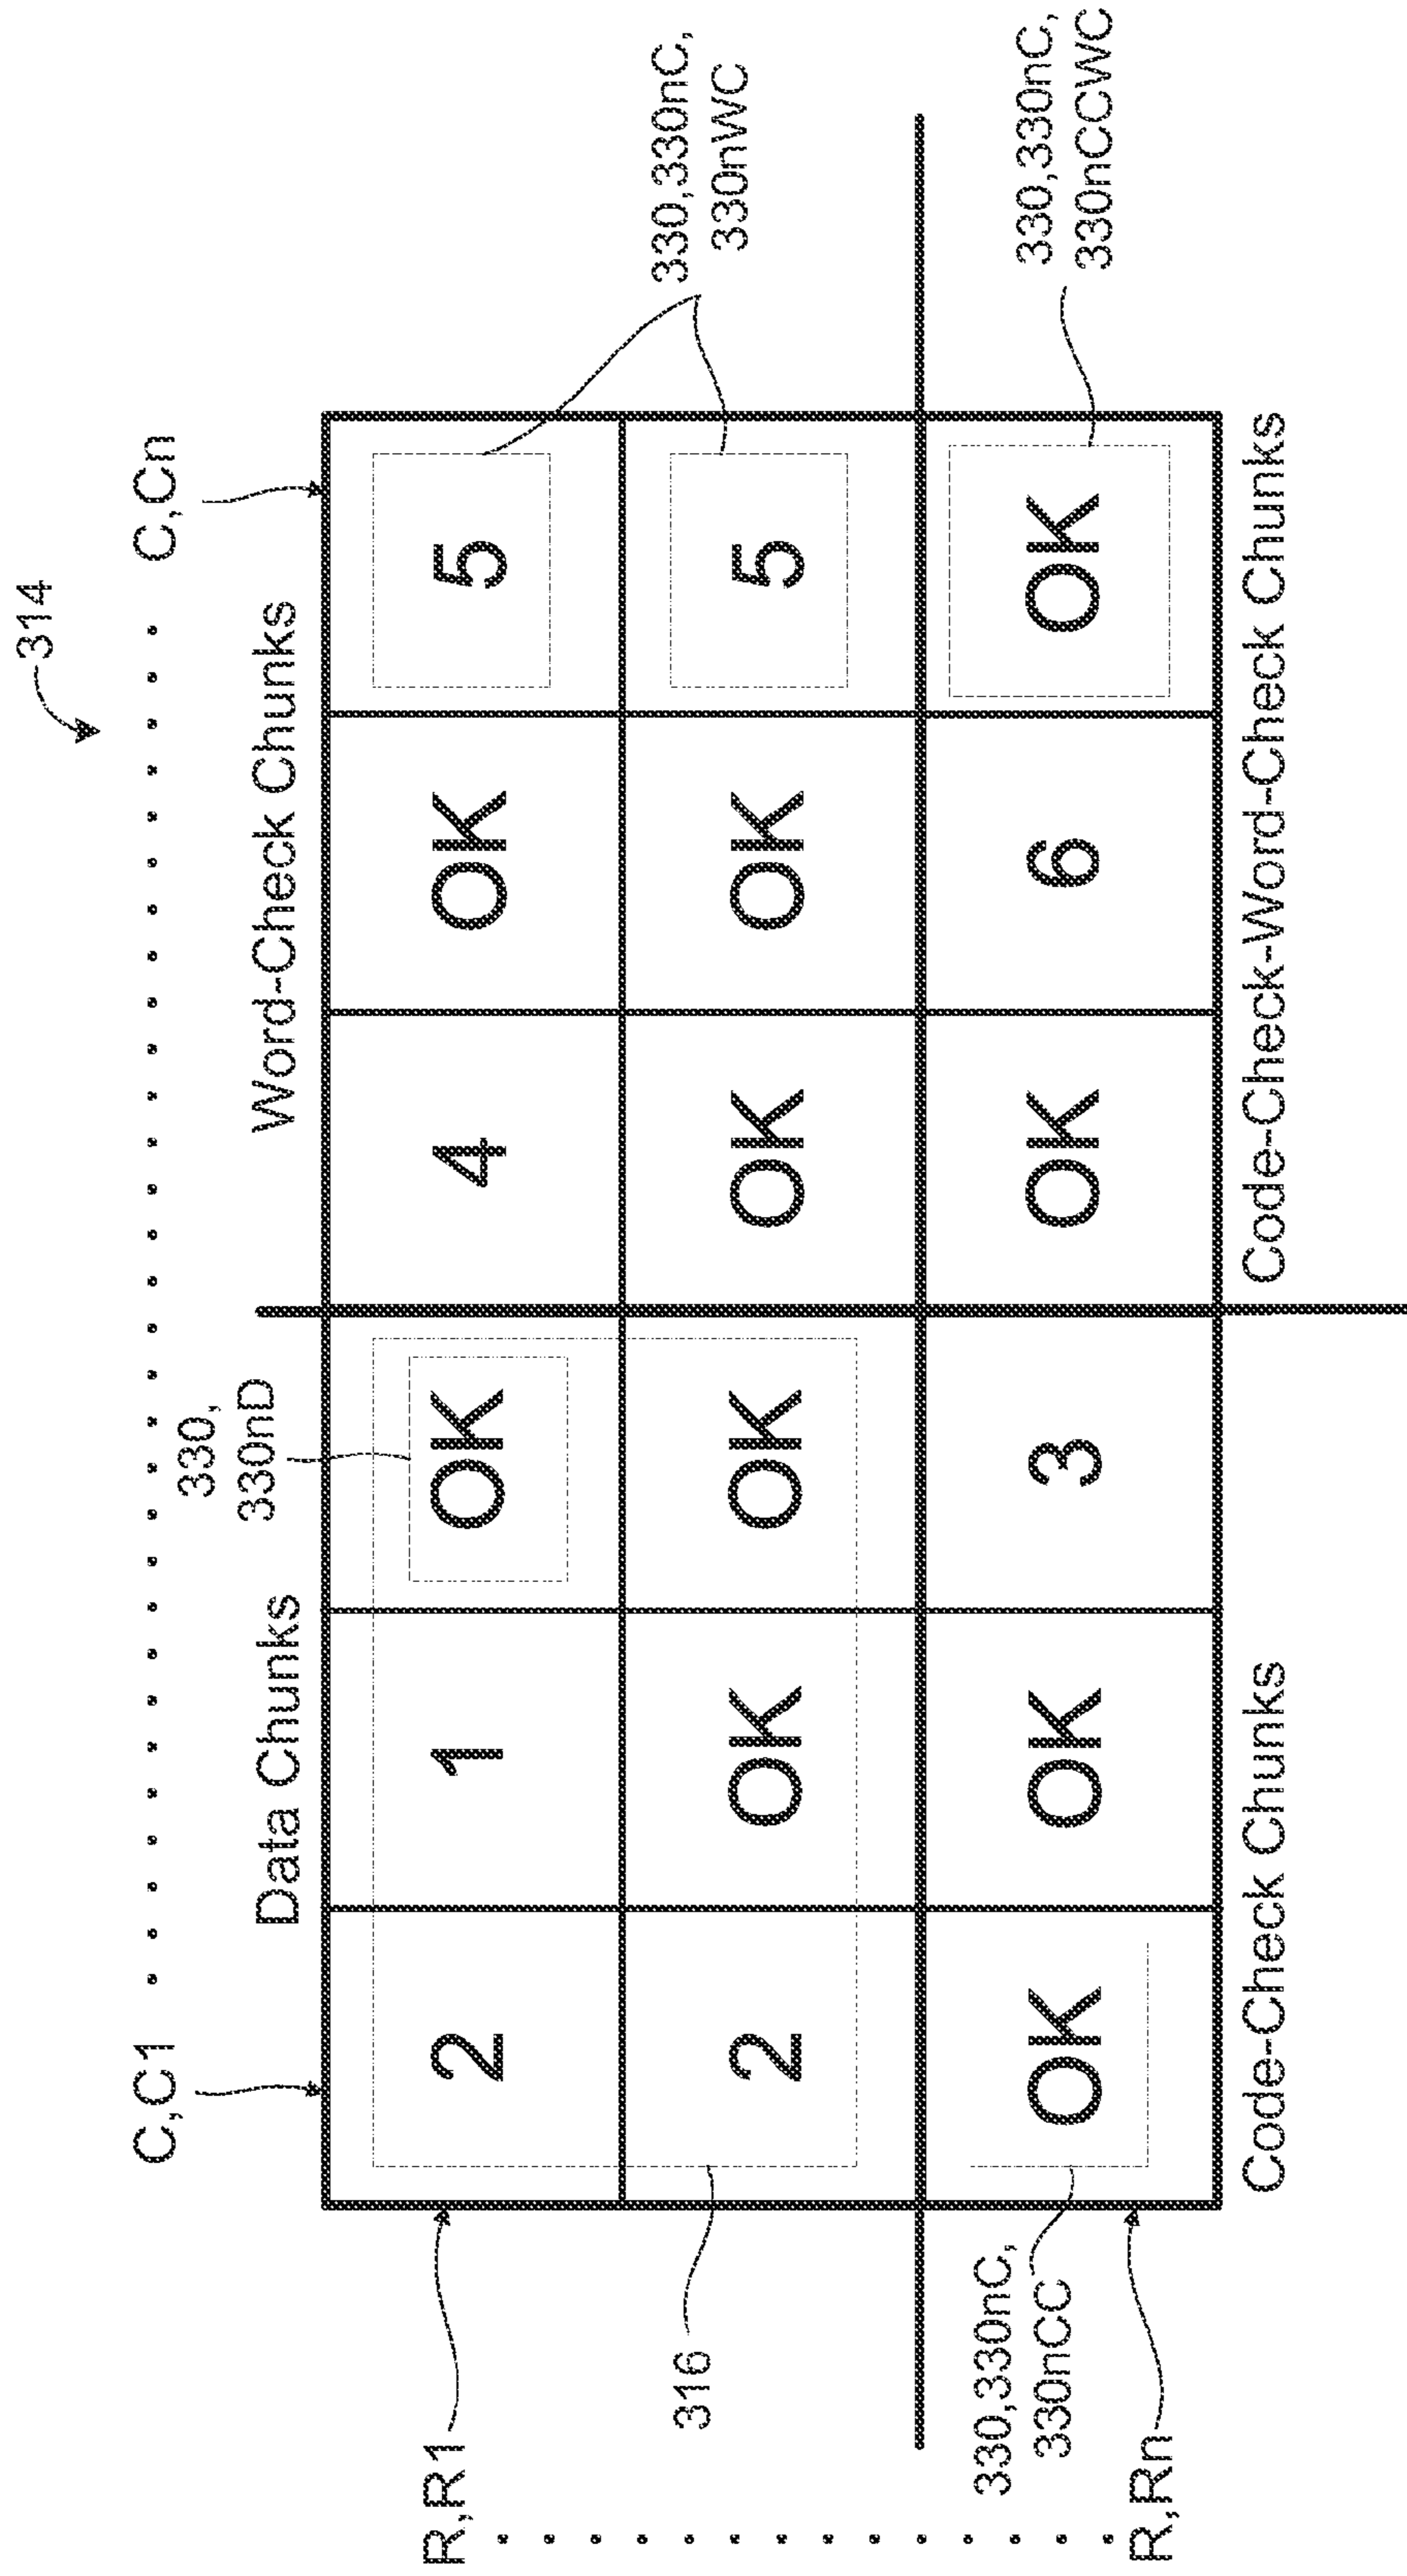 314
C,C1
C,Cn
330,
330nD
Data Chunks
Word-Check Chunks
R,R1
2
1
OK
4
OK
5
330,330nC,
330nWC
316
2
OK
OK
OK
OK
5
330,330nC,
330nCC
R,Rn
OK
OK
3
OK
6
OK
330,330nC,
330nCCWC
Code-Check Chunks
Code-Check-Word-Check Chunks